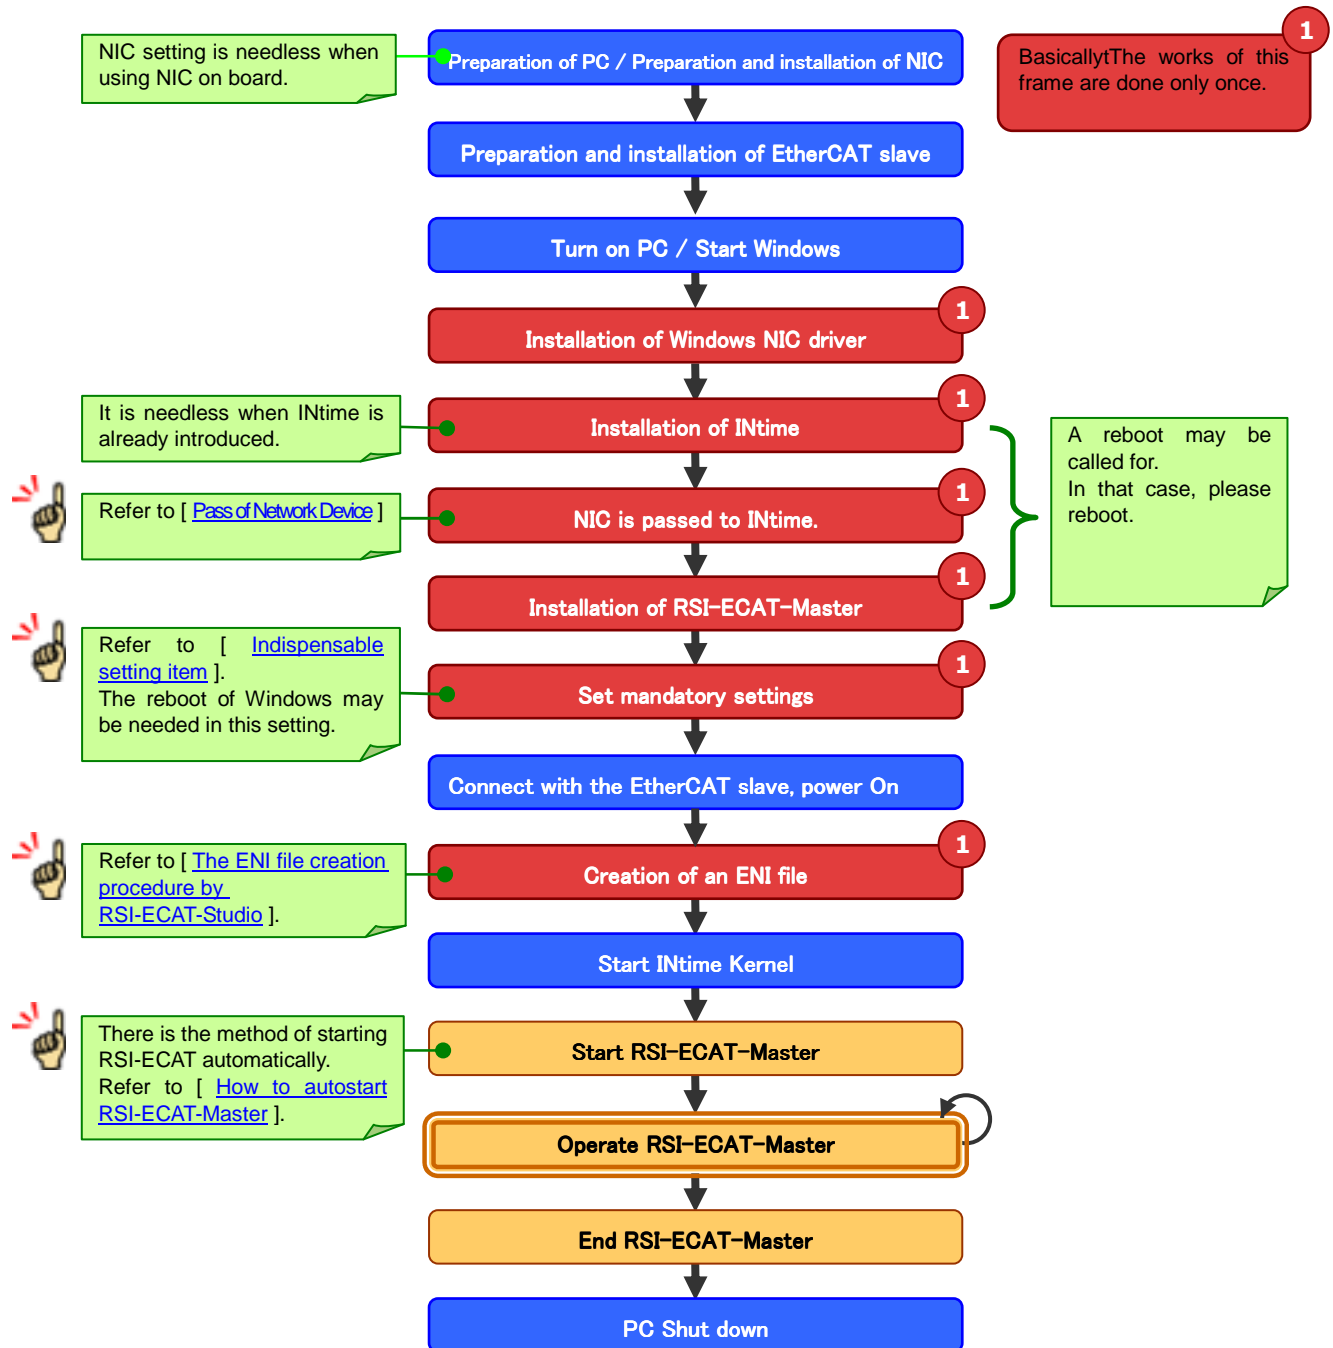 NIC setting is needless when
using NIC on board.
Preparation of PC / Preparation and installation of NIC
1
BasicallytThe works of this
frame are done only once.
Preparation and installation of EtherCAT slave
Turn on PC / Start Windows
1
Installation of Windows NIC driver
It is needless when INtime is
already introduced.
1
Installation of INtime
A reboot may be
called for.
In that case, please
reboot.
Refer to [ Pass of Network Device ]
1
NIC is passed to INtime.
1
Installation of RSI-ECAT-Master
Refer to [ Indispensable
setting item ].
The reboot of Windows may
be needed in this setting.
1
Set mandatory settings
Connect with the EtherCAT slave, power On
Refer to [ The ENI file creation
procedure by
RSI-ECAT-Studio ].
1
Creation of an ENI file
Start INtime Kernel
There is the method of starting
RSI-ECAT automatically.
Refer to [ How to autostart
RSI-ECAT-Master ].
Start RSI-ECAT-Master
Operate RSI-ECAT-Master
End RSI-ECAT-Master
PC Shut down